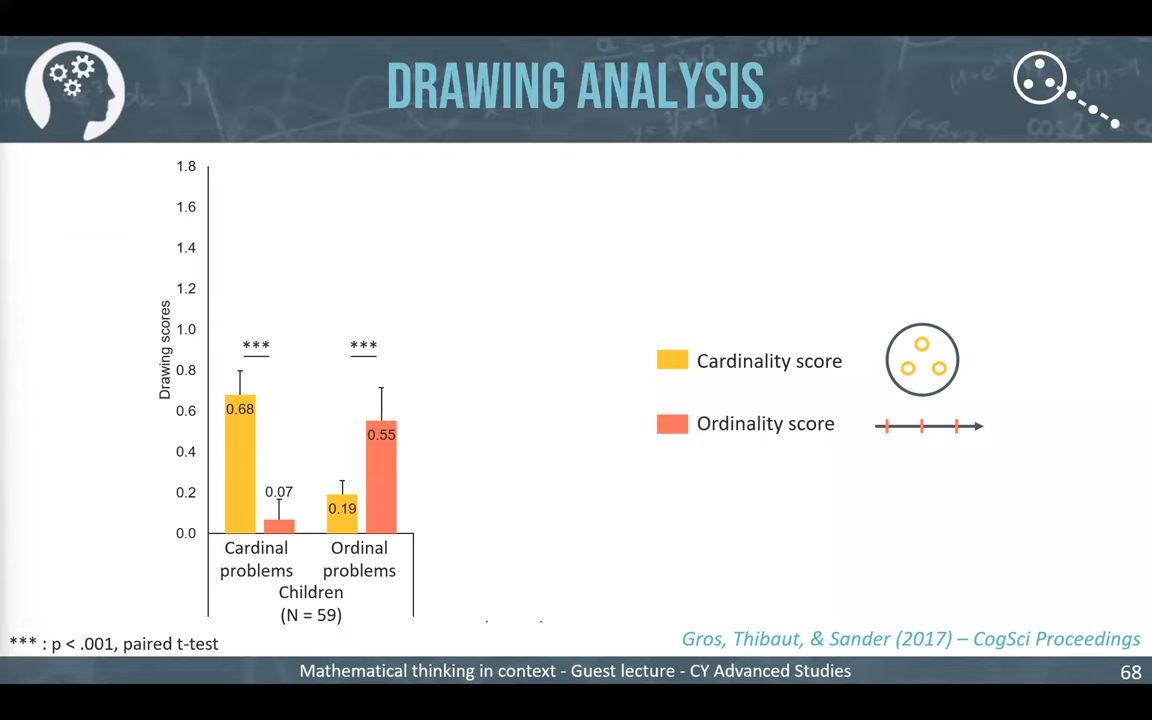 DRAWING ANALYSIS
1.8
1.6
1.4
1.2
1.0
0.8
0.6
0.4
0.2
0.0
Drawing scores
***
***
0.68
0.07
0.19
0.55
Cardinal problems
Ordinal problems
Children
(N = 59)
Cardinality score
Ordinality score
*** : p < .001, paired t-test
Gros, Thibaut, & Sander (2017) – CogSci Proceedings
Mathematical thinking in context - Guest lecture - CY Advanced Studies
68